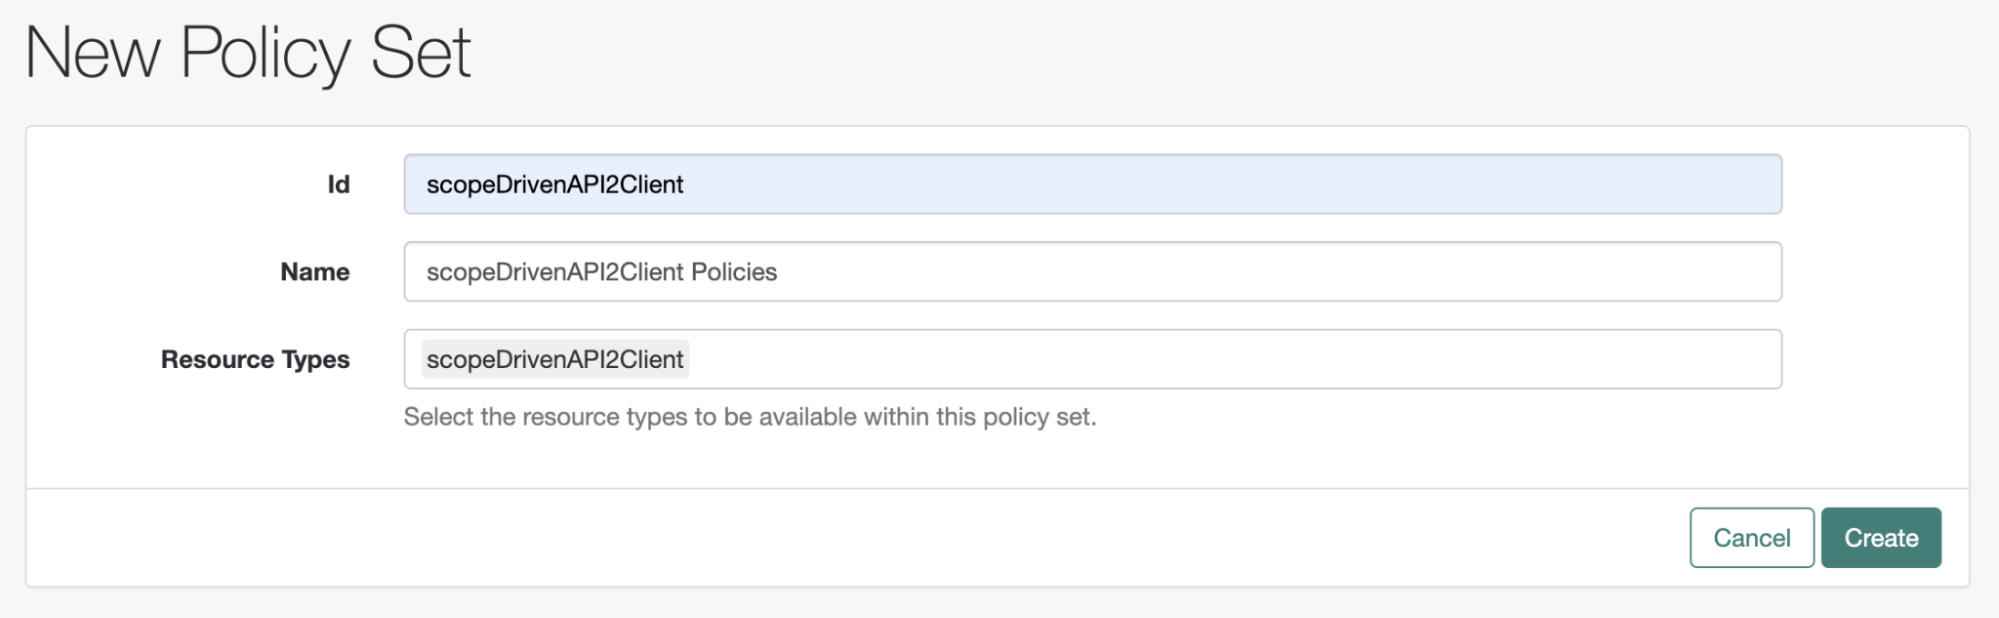 New Policy Set
Id
scopeDrivenAPI2Client
Name
scopeDrivenAPI2Client Policies
Resource Types
scopeDrivenAPI2Client
Select the resource types to be available within this policy set.
Cancel
Create